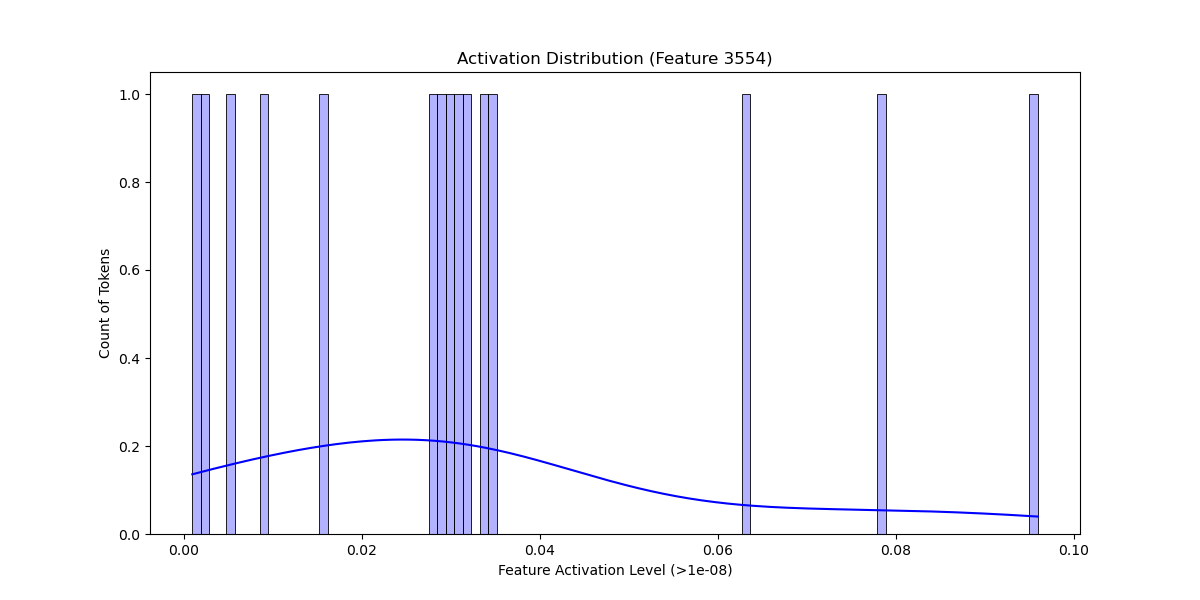 Activation Distribution (Feature 3554)
1.0
0.8
0.6
0.4
0.2
0.0
Count of Tokens
0.00 0.02 0.04 0.06 0.08 0.10
Feature Activation Level (>1e-08)